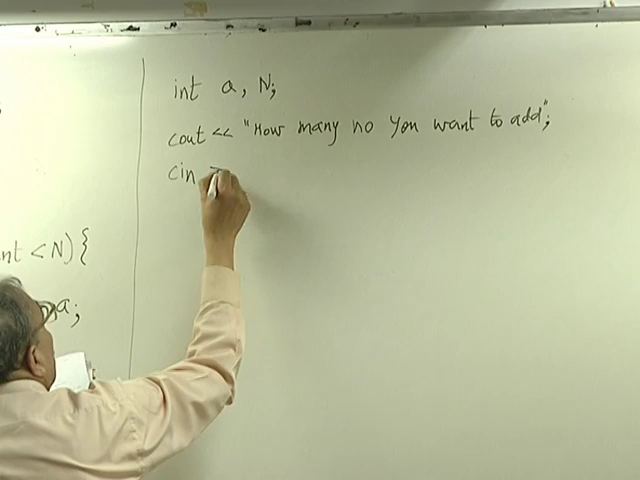 nt < N) {
a;
int a, N;
cout << "How many no You want to add";
cin